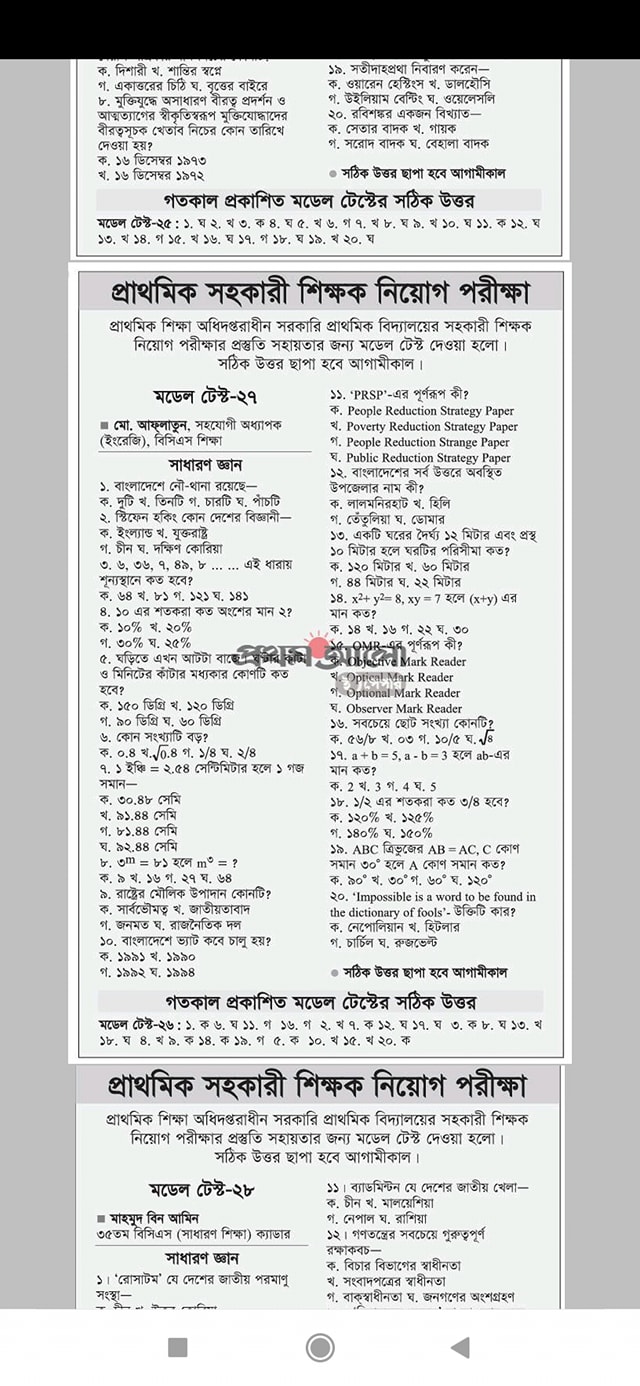 ক. দিশারী খ. শান্তির স্বপ্নে
গ. একাত্তরের চিঠি ঘ. বৃত্তের বাইরে
৮. মুক্তিযুদ্ধে অসাধারণ বীরত্ব প্রদর্শন ও
আত্মত্যাগের স্বীকৃতিস্বরূপ মুক্তিযোদ্ধাদের
বীরত্বসূচক খেতাব নিচের কোন তারিখে
দেওয়া হয়?
ক. ১৬ ডিসেম্বর ১৯৭৩
খ. ১৬ ডিসেম্বর ১৯৭২
১৯. সতীদাহপ্রথা নিবারণ করেন—
ক. ওয়ারেন হেস্টিংস খ. ডালহৌসি
গ. উইলিয়াম বেন্টিং ঘ. ওয়েলেসলি
২০. রবিশঙ্কর একজন বিখ্যাত—
ক. সেতার বাদক খ. গায়ক
গ. সরোদ বাদক ঘ. বেহালা বাদক
● সঠিক উত্তর ছাপা হবে আগামীকাল
গতকাল প্রকাশিত মডেল টেস্টের সঠিক উত্তর
মডেল টেস্ট-২৫ : ১. ঘ ২. খ ৩. ক ৪. ঘ ৫. খ ৬. গ ৭. খ ৮. ঘ ৯. খ ১০. ঘ ১১. ক ১২. ঘ
১৩. খ ১৪. গ ১৫. খ ১৬. ঘ ১৭. গ ১৮. ঘ ১৯. খ ২০. ঘ
প্রাথমিক সহকারী শিক্ষক নিয়োগ পরীক্ষা
প্রাথমিক শিক্ষা অধিদপ্তরাধীন সরকারি প্রাথমিক বিদ্যালয়ের সহকারী শিক্ষক
নিয়োগ পরীক্ষার প্রস্তুতি সহায়তার জন্য মডেল টেস্ট দেওয়া হলো।
সঠিক উত্তর ছাপা হবে আগামীকাল।
মডেল টেস্ট-২৭
■ মো. আফ্লাতুন, সহযোগী অধ্যাপক
(ইংরেজি), বিসিএস শিক্ষা
সাধারণ জ্ঞান
১. বাংলাদেশে নৌ-থানা রয়েছে—
ক. দুটি খ. তিনটি গ. চারটি ঘ. পাঁচটি
২. স্টিফেন হকিং কোন দেশের বিজ্ঞানী—
ক. ইংল্যান্ড খ. যুক্তরাষ্ট্র
গ. চীন ঘ. দক্ষিণ কোরিয়া
৩. ৬, ৩৬, ৭, ৪৯, ৮ ... ... এই ধারায়
শূন্যস্থানে কত হবে?
ক. ৬৪ খ. ৮১ গ. ১২১ ঘ. ১৪১
৪. ১০ এর শতকরা কত অংশের মান ২?
ক. ১০% খ. ২০%
গ. ৩০% ঘ. ২৫%
৫. ঘড়িতে এখন আটটা বাজে। ঘণ্টার কাঁটা
ও মিনিটের কাঁটার মধ্যকার কোণটি কত
হবে?
ক. ১৫০ ডিগ্রি খ. ১২০ ডিগ্রি
গ. ৯০ ডিগ্রি ঘ. ৬০ ডিগ্রি
৬. কোন সংখ্যাটি বড়?
ক. ০.৪ খ.√0.৪ গ. ১/৪ ঘ. ২/৪
৭. ১ ইঞ্চি = ২.৫৪ সেন্টিমিটার হলে ১ গজ
সমান—
ক. ৩০.৪৮ সেমি
খ. ৯১.৪৪ সেমি
গ. ৮১.৪৪ সেমি
ঘ. ৯২.৪৪ সেমি
৮. ৩ᵐ = ৮১ হলে m^৩ = ?
ক. ৯ খ. ১৬ গ. ২৭ ঘ. ৬৪
৯. রাষ্ট্রের মৌলিক উপাদান কোনটি?
ক. সার্বভৌমত্ব খ. জাতীয়তাবাদ
গ. জনমত ঘ. রাজনৈতিক দল
১০. বাংলাদেশে ভ্যাট কবে চালু হয়?
ক. ১৯৯১ খ. ১৯৯০
গ. ১৯৯২ ঘ. ১৯৯৪
১১. ‘PRSP’-এর পূর্ণরূপ কী?
ক. People Reduction Strategy Paper
খ. Poverty Reduction Strategy Paper
গ. People Reduction Strange Paper
ঘ. Public Reduction Strategy Paper
১২. বাংলাদেশের সর্ব উত্তরে অবস্থিত
উপজেলার নাম কী?
ক. লালমনিরহাট খ. হিলি
গ. তেঁতুলিয়া ঘ. ডোমার
১৩. একটি ঘরের দৈর্ঘ্য ১২ মিটার এবং প্রস্থ
১০ মিটার হলে ঘরটির পরিসীমা কত?
ক. ১২০ মিটার খ. ৬০ মিটার
গ. ৪৪ মিটার ঘ. ২২ মিটার
১৪. x²+ y²= 8, xy = 7 হলে (x+y) এর
মান কত?
ক. ১৪ খ. ১৬ গ. ২২ ঘ. ৩০
১৫. OMR-এর পূর্ণরূপ কী?
ক. Objective Mark Reader
খ. Optical Mark Reader
গ. Optional Mark Reader
ঘ. Observer Mark Reader
প্রথম আলো
ই-পেপার
১৬. সবচেয়ে ছোট সংখ্যা কোনটি?
ক. ৫৬/৮ খ. ০৩ গ. ১০/৫ ঘ.√৪
১৭. a + b = 5, a - b = 3 হলে ab-এর
মান কত?
ক. 2 খ. 3 গ. 4 ঘ. 5
১৮. ১/২ এর শতকরা কত ৩/৪ হবে?
ক. ১২০% খ. ১২৫%
গ. ১৪০% ঘ. ১৫০%
১৯. ABC ত্রিভুজের AB = AC, C কোণ
সমান ৩০° হলে A কোণ সমান কত?
ক. ৯০° খ. ৩০° গ. ৬০° ঘ. ১২০°
২০. ‘Impossible is a word to be found in
the dictionary of fools’- উক্তিটি কার?
ক. নেপোলিয়ান খ. হিটলার
গ. চার্চিল ঘ. রুজভেল্ট
● সঠিক উত্তর ছাপা হবে আগামীকাল
গতকাল প্রকাশিত মডেল টেস্টের সঠিক উত্তর
মডেল টেস্ট-২৬ : ১. ক ৬. ঘ ১১. গ ১৬. গ ২. খ ৭. ক ১২. ঘ ১৭. ঘ ৩. ক ৮. ঘ ১৩. খ
১৮. ঘ ৪. খ ৯. ক ১৪. ক ১৯. গ ৫. ক ১০. খ ১৫. খ ২০. ক
প্রাথমিক সহকারী শিক্ষক নিয়োগ পরীক্ষা
প্রাথমিক শিক্ষা অধিদপ্তরাধীন সরকারি প্রাথমিক বিদ্যালয়ের সহকারী শিক্ষক
নিয়োগ পরীক্ষার প্রস্তুতি সহায়তার জন্য মডেল টেস্ট দেওয়া হলো।
সঠিক উত্তর ছাপা হবে আগামীকাল।
মডেল টেস্ট-২৮
■ মাহমুদ বিন আমিন
৩৫তম বিসিএস (সাধারণ শিক্ষা) ক্যাডার
সাধারণ জ্ঞান
১। ‘রোসাটম’ যে দেশের জাতীয় পরমাণু
সংস্থা—
১১। ব্যাডমিন্টন যে দেশের জাতীয় খেলা—
ক. চীন খ. মালয়েশিয়া
গ. নেপাল ঘ. রাশিয়া
১২। গণতন্ত্রের সবচেয়ে গুরুত্বপূর্ণ
রক্ষাকবচ—
ক. বিচার বিভাগের স্বাধীনতা
খ. সংবাদপত্রের স্বাধীনতা
গ. বাক্‌স্বাধীনতা ঘ. জনগণের অংশগ্রহণ